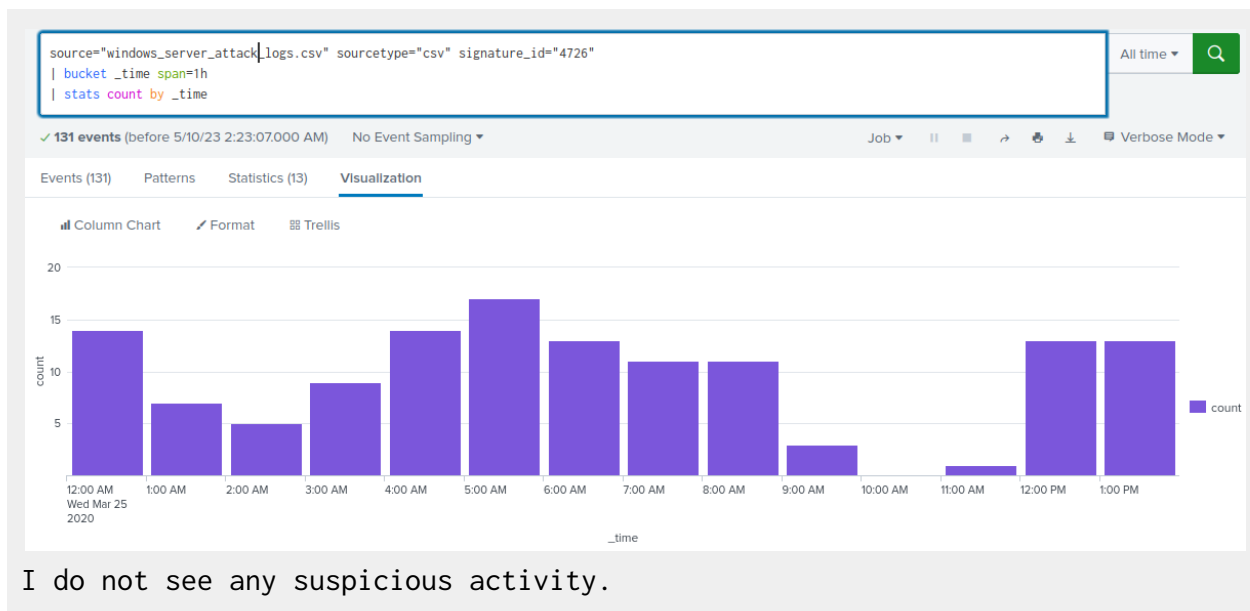 source="windows_server_attack_logs.csv" sourcetype="csv" signature_id="4726"
| bucket _time span=1h
| stats count by _time
All time
131 events (before 5/10/23 2:23:07.000 AM)
No Event Sampling
Job
Verbose Mode
Events (131)
Patterns
Statistics (13)
Visualization
Column Chart
Format
Trellis
20
15
10
5
count
count
12:00 AM
Wed Mar 25
2020
1:00 AM
2:00 AM
3:00 AM
4:00 AM
5:00 AM
6:00 AM
7:00 AM
8:00 AM
9:00 AM
10:00 AM
11:00 AM
12:00 PM
1:00 PM
_time
I do not see any suspicious activity.